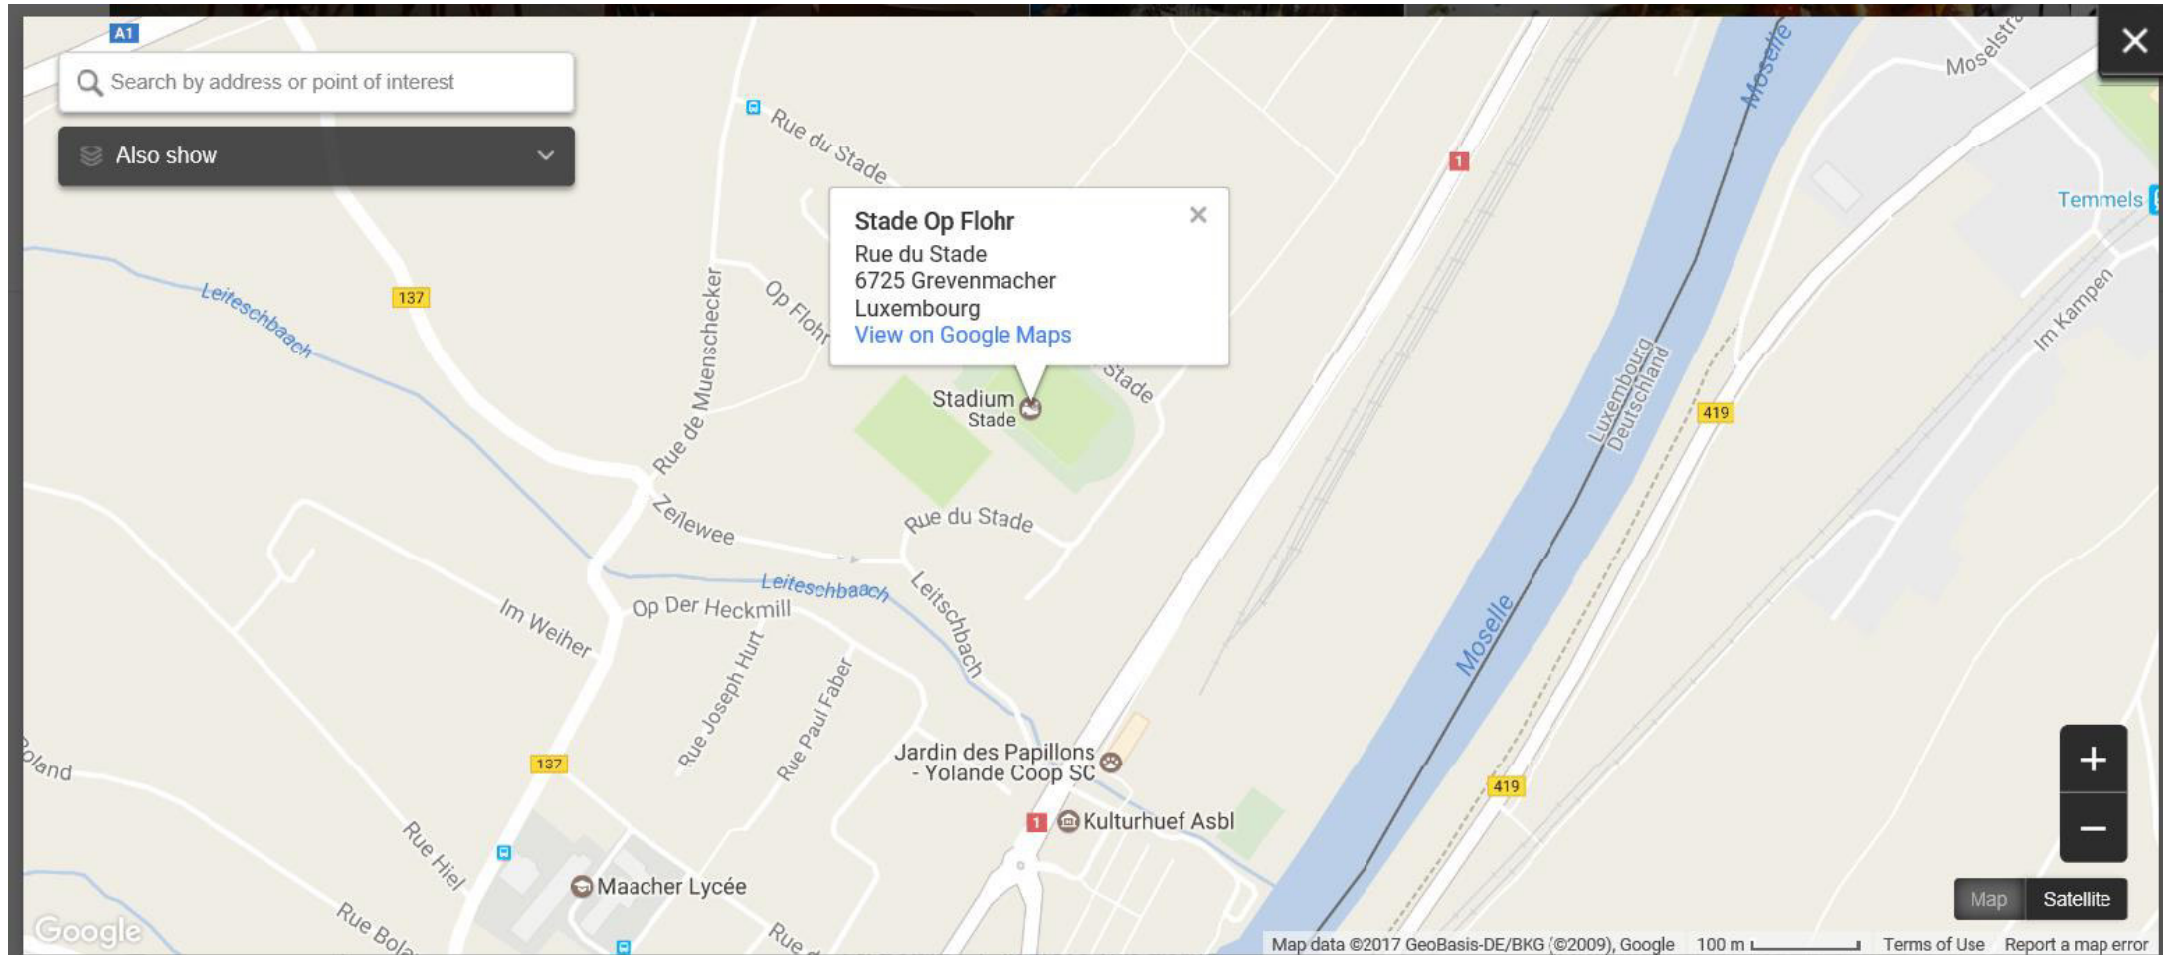 A1
Search by address or point of interest
Also show
Rue du Stade
1
Moselle
Moselstra
Temmels
Stade Op Flohr
Rue du Stade
6725 Grevenmacher
Luxembourg
View on Google Maps
Leiteschbaach
137
Rue de Muenschecker
Op Flohr
Stade
Im Kampen
Luxembourg
Deutschland
419
Stadium
Stade
Zeilewee
Rue du Stade
Leiteschbaach
Leitschbach
Im Weiher
Op Der Heckmill
Rue Joseph Hurt
Rue Paul Faber
Moselle
Jardin des Papillons
- Yolande Coop SC
oland
137
419
1
Kulturhuef Asbl
Rue Hiel
Maacher Lycée
Rue Bola
Rue d
Map
Satellite
Google
Map data ©2017 GeoBasis-DE/BKG (©2009), Google
100 m
Terms of Use
Report a map error